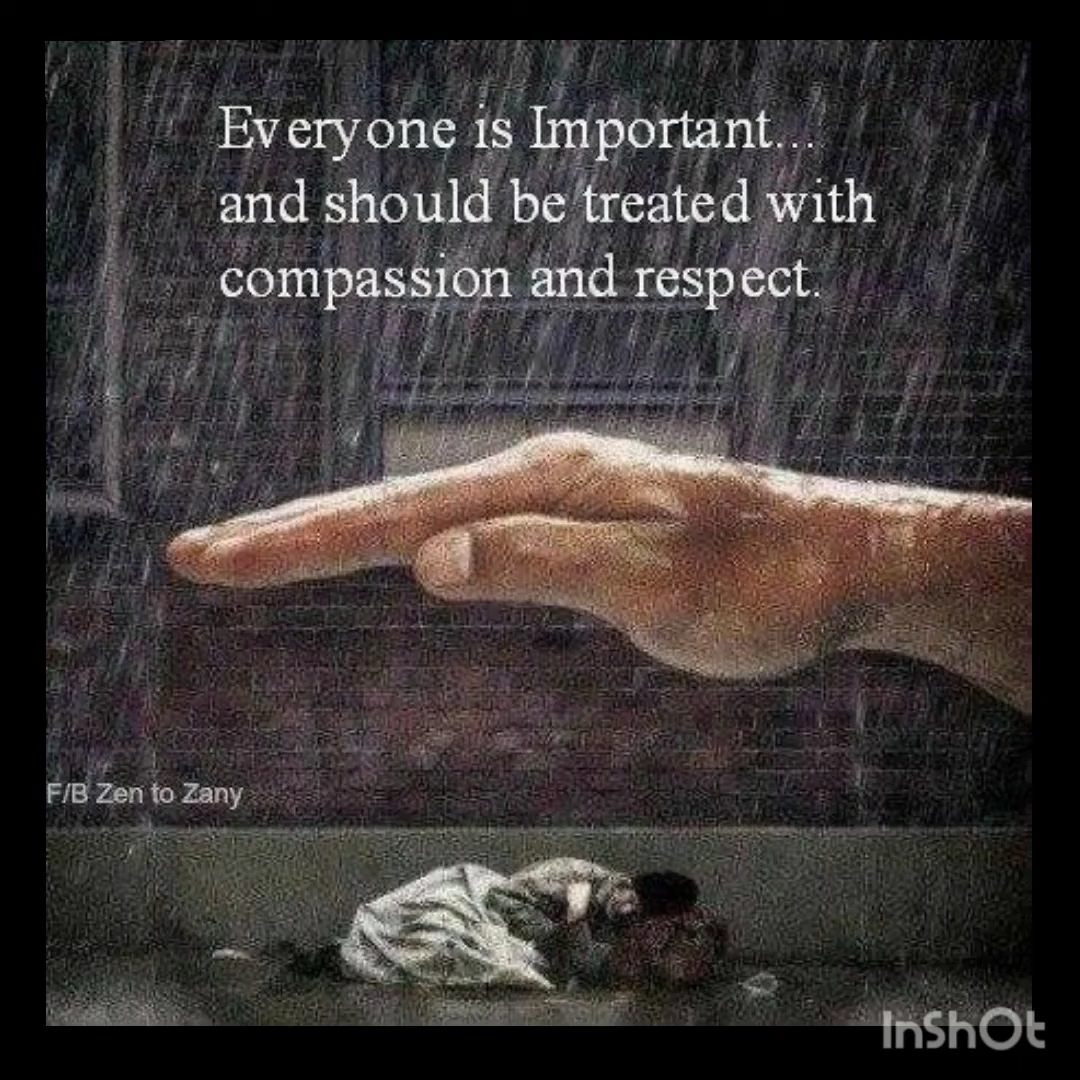 Everyone is Important...
and should be treated with
compassion and respect.
F/B Zen to Zany
InShOt